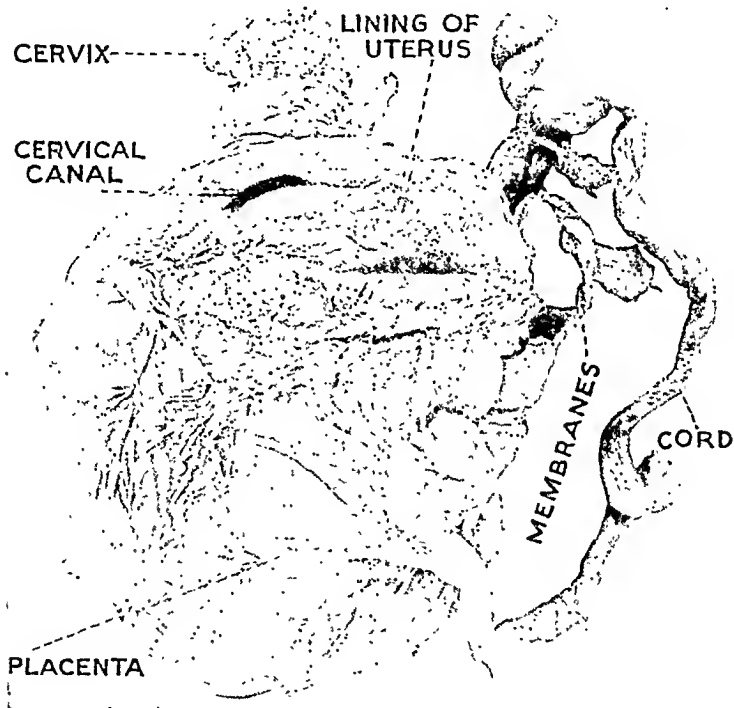 CERVIX
LINING OF
UTERUS
CERVICAL
CANAL
MEMBRANES
CORD
PLACENTA